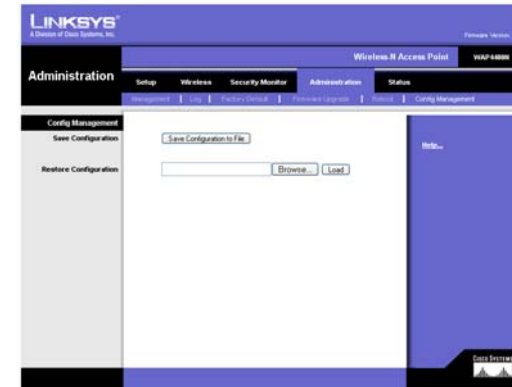 LINKSYS®
A Division of Cisco Systems, Inc.
Firmware Version
Wireless-N Access Point WAP4400N
Administration
Setup Wireless Security Monitor Administration Status
Management | Log | Factory Default | Firmware Upgrade | Reboot | Config Management
Config Management
Save Configuration Save Configuration to File
Help...
Restore Configuration Browse... Load
CISCO SYSTEMS